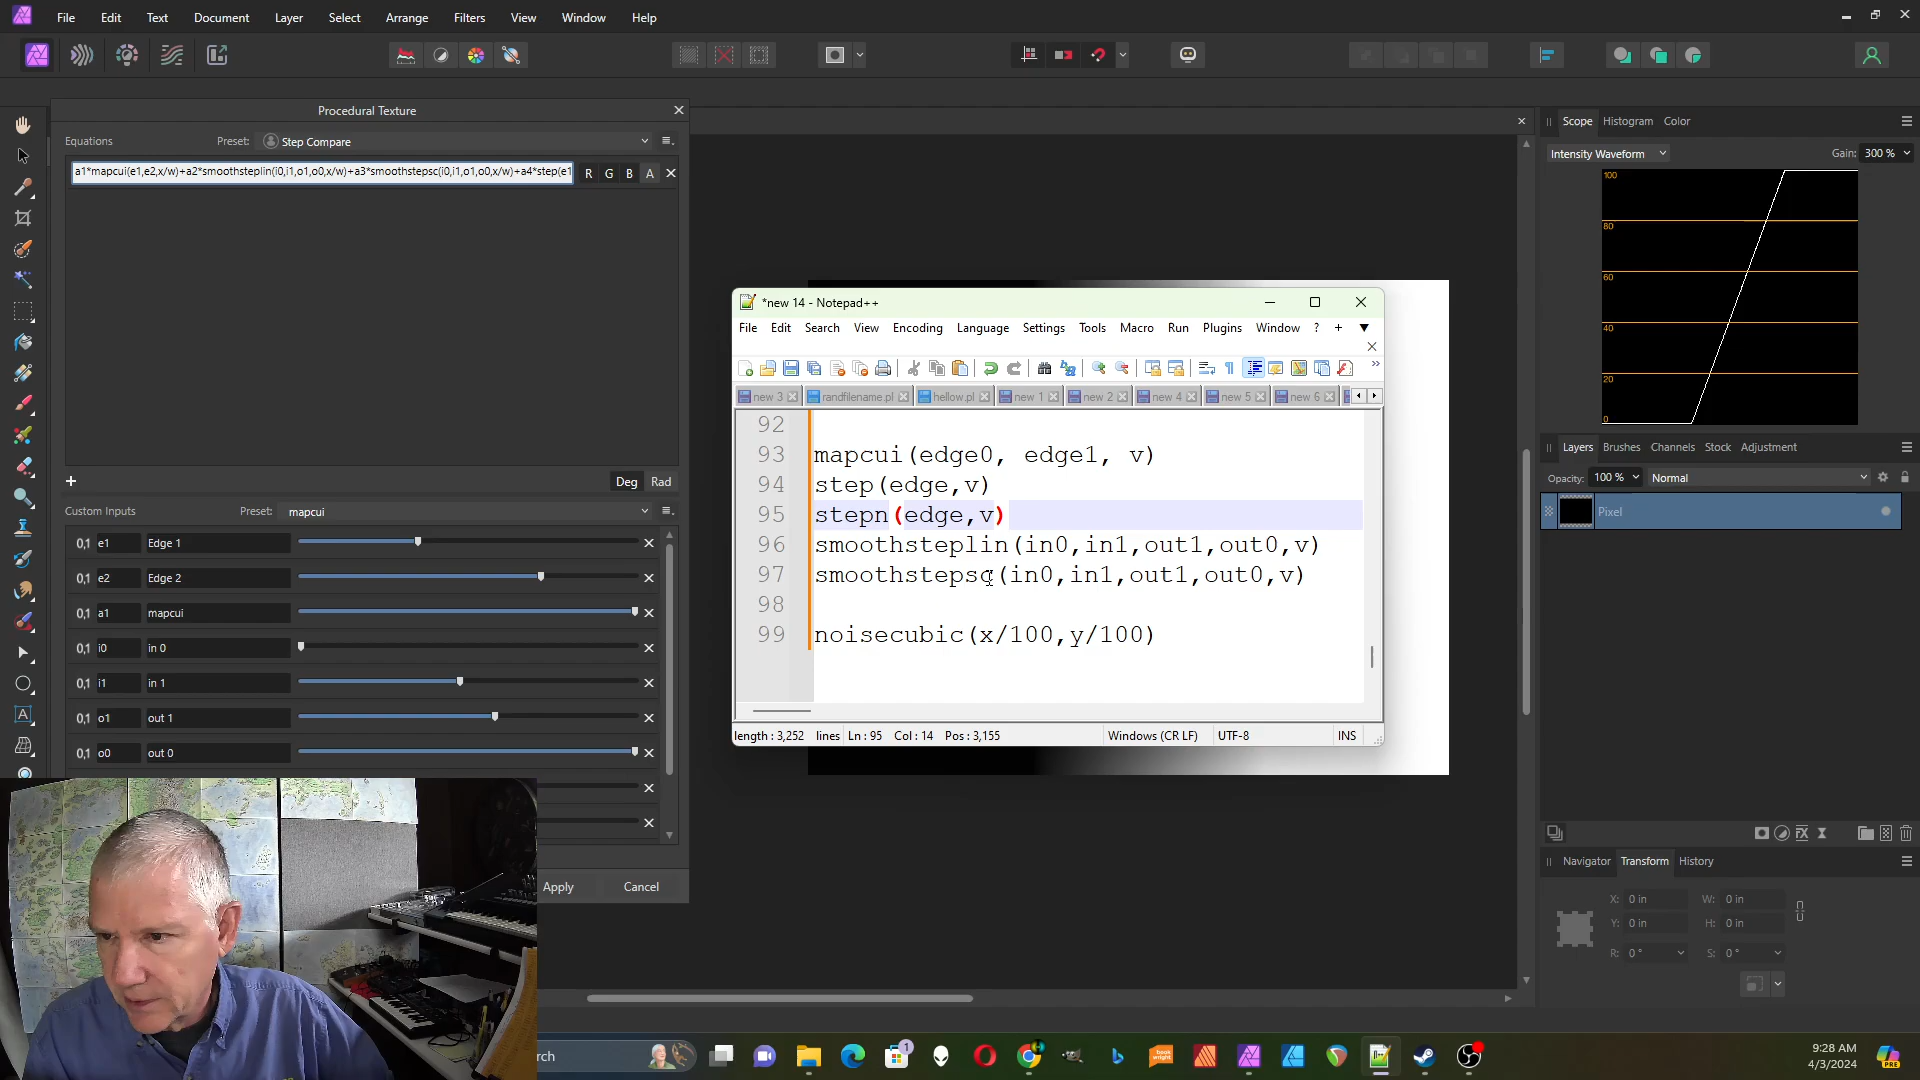 File Edit Text Document Layer Select Arrange Filters View Window Help
Procedural Texture
Equations Preset: Step Compare
a1*mapcui(e1,e2,x/w)+a2*smoothsteplin(i0,i1,o1,o0,x/w)+a3*smoothstepsc(i0,i1,o1,o0,x/w)+a4*step(e1 R G B A
Deg Rad
Custom Inputs Preset: mapcui
0,1 e1 Edge 1
0,1 e2 Edge 2
0,1 a1 mapcui
0,1 i0 in 0
0,1 i1 in 1
0,1 o1 out 1
0,1 o0 out 0
Apply Cancel
*new 14 - Notepad++
File Edit Search View Encoding Language Settings Tools Macro Run Plugins Window ? + ▼
new 3 randfilename.pl hellow.pl new 1 new 2 new 4 new 5 new 6
92
93 mapcui(edge0, edge1, v)
94 step(edge,v)
95 stepn(edge,v)
96 smoothsteplin(in0,in1,out1,out0,v)
97 smoothstepsc(in0,in1,out1,out0,v)
98
99 noisecubic(x/100,y/100)
length : 3,252 lines Ln : 95 Col : 14 Pos : 3,155 Windows (CR LF) UTF-8 INS
Scope Histogram Color
Intensity Waveform Gain: 300 %
100
80
60
40
20
0
Layers Brushes Channels Stock Adjustment
Opacity: 100 % Normal
Pixel
Navigator Transform History
X: 0 in W: 0 in
Y: 0 in H: 0 in
R: 0 ° S: 0 °
rch
1
9:28 AM
4/3/2024
PRE